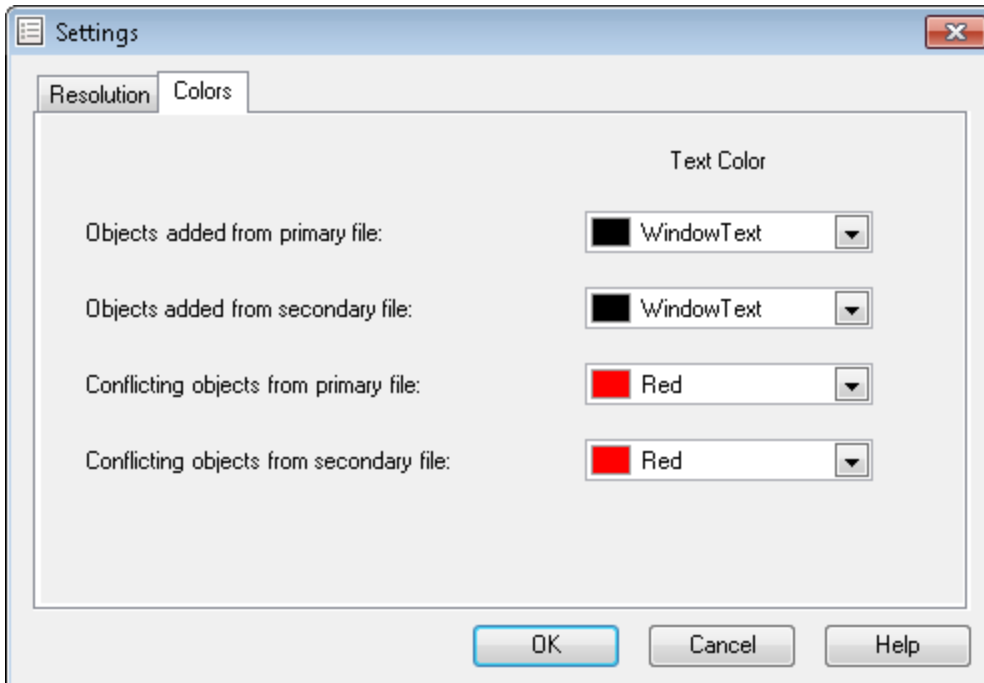 Settings
Resolution Colors
Text Color
Objects added from primary file: WindowText
Objects added from secondary file: WindowText
Conflicting objects from primary file: Red
Conflicting objects from secondary file: Red
OK Cancel Help